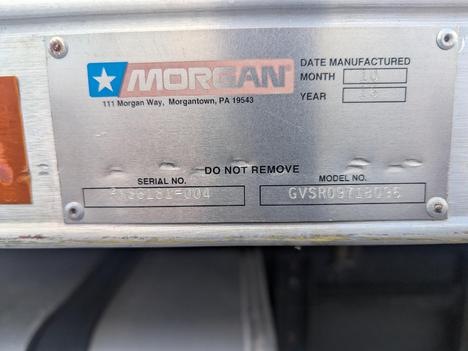 MORGAN
111 Morgan Way, Morgantown, PA 19543
DATE MANUFACTURED
MONTH 10
YEAR
DO NOT REMOVE
SERIAL NO.
MODEL NO.
GVSR09718096